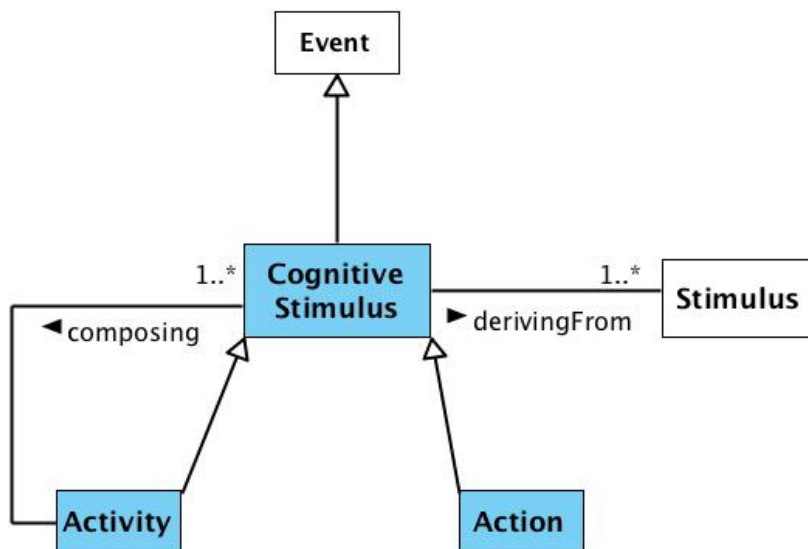 Event
1..*
Cognitive
Stimulus
1..*
Stimulus
◄ composing
► derivingFrom
Activity
Action